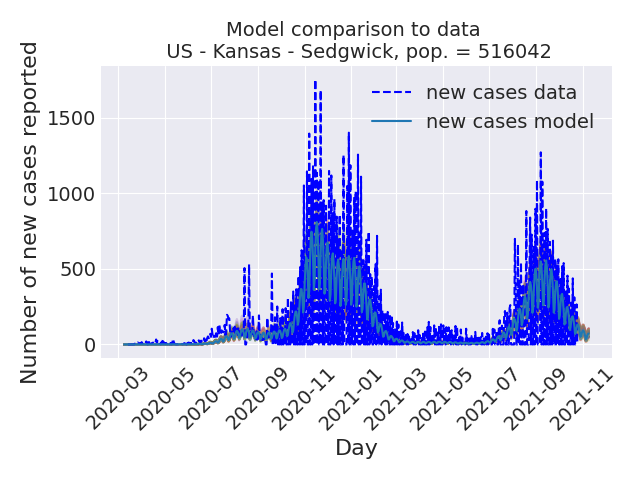 Model comparison to data
US - Kansas - Sedgwick, pop. = 516042
Number of new cases reported
1500
1000
500
0
new cases data
new cases model
2020-03
2020-05
2020-07
2020-09
2020-11
2021-01
2021-03
2021-05
2021-07
2021-09
2021-11
Day